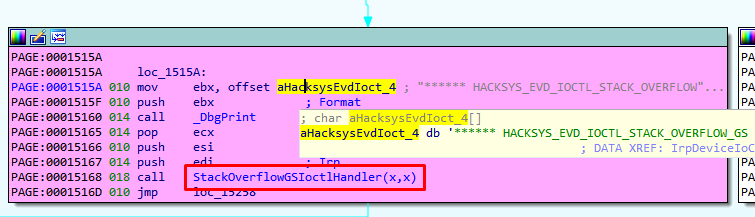 PAGE:0001515A
PAGE:0001515A loc_1515A:
PAGE:0001515A 010 mov ebx, offset aHacksysEvdIoct_4 ; "****** HACKSYS_EVD_IOCTL_STACK_OVERFLOW"...
PAGE:0001515F 010 push ebx ; Format
PAGE:00015160 014 call _DbgPrint ; char aHacksysEvdIoct_4[]
PAGE:00015165 014 pop ecx aHacksysEvdIoct_4 db '****** HACKSYS_EVD_IOCTL_STACK_OVERFLOW_GS
PAGE:00015166 010 push esi ; DATA XREF: IrpDeviceIoC
PAGE:00015167 014 push edi ; Irp
PAGE:00015168 018 call StackOverflowGSIoctlHandler(x,x)
PAGE:0001516D 010 jmp loc_15258